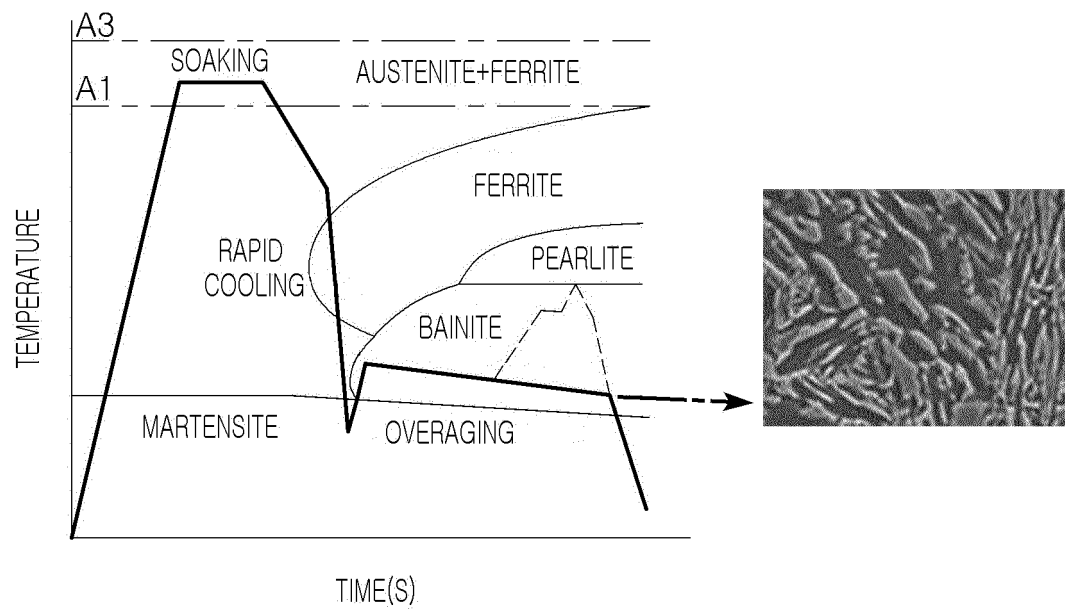 A3
SOAKING
AUSTENITE+FERRITE
A1
FERRITE
RAPID
COOLING
PEARLITE
BAINITE
TEMPERATURE
MARTENSITE
OVERAGING
TIME(S)